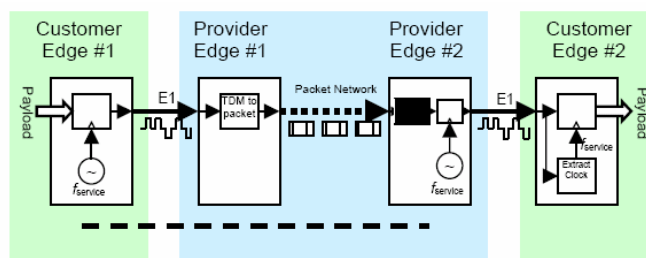 Customer
Edge #1
Provider
Edge #1
Provider
Edge #2
Customer
Edge #2
Payload
E1
TDM to
packet
Packet Network
E1
Payload
fservice
fservice
fservice
Extract
Clock